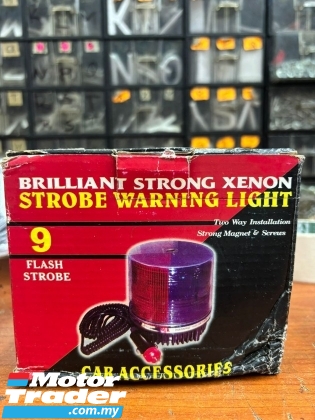 BRILLIANT STRONG XENON
STROBE WARNING LIGHT
Two Way Installation
Strong Magnet & Screws
9
FLASH
STROBE
CAR ACCESSORIES
Motor
Trader
.com.my